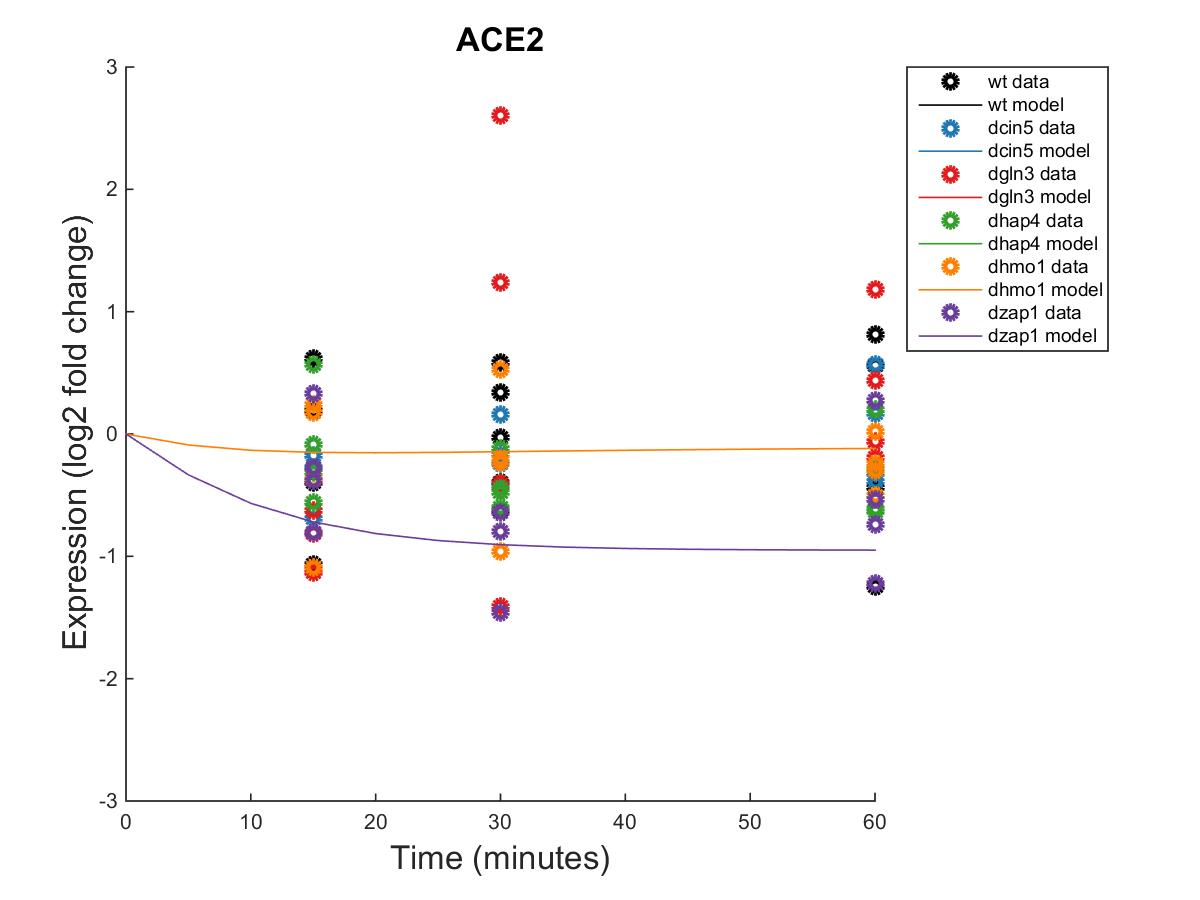 ACE2
Expression (log2 fold change)
3
2
1
0
-1
-2
-3
0 10 20 30 40 50 60
Time (minutes)
wt data
wt model
dcin5 data
dcin5 model
dgln3 data
dgln3 model
dhap4 data
dhap4 model
dhmo1 data
dhmo1 model
dzap1 data
dzap1 model